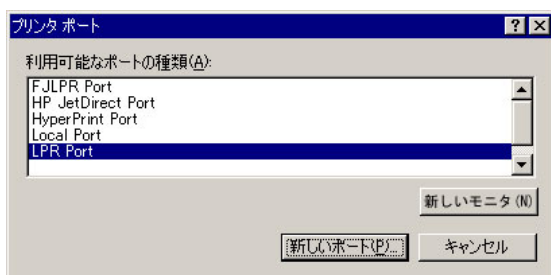 プリンタ ポート
利用可能なポートの種類(A):
FJLPR Port
HP JetDirect Port
HyperPrint Port
Local Port
LPR Port
新しいモニタ(N)
新しいポート(P)...
キャンセル